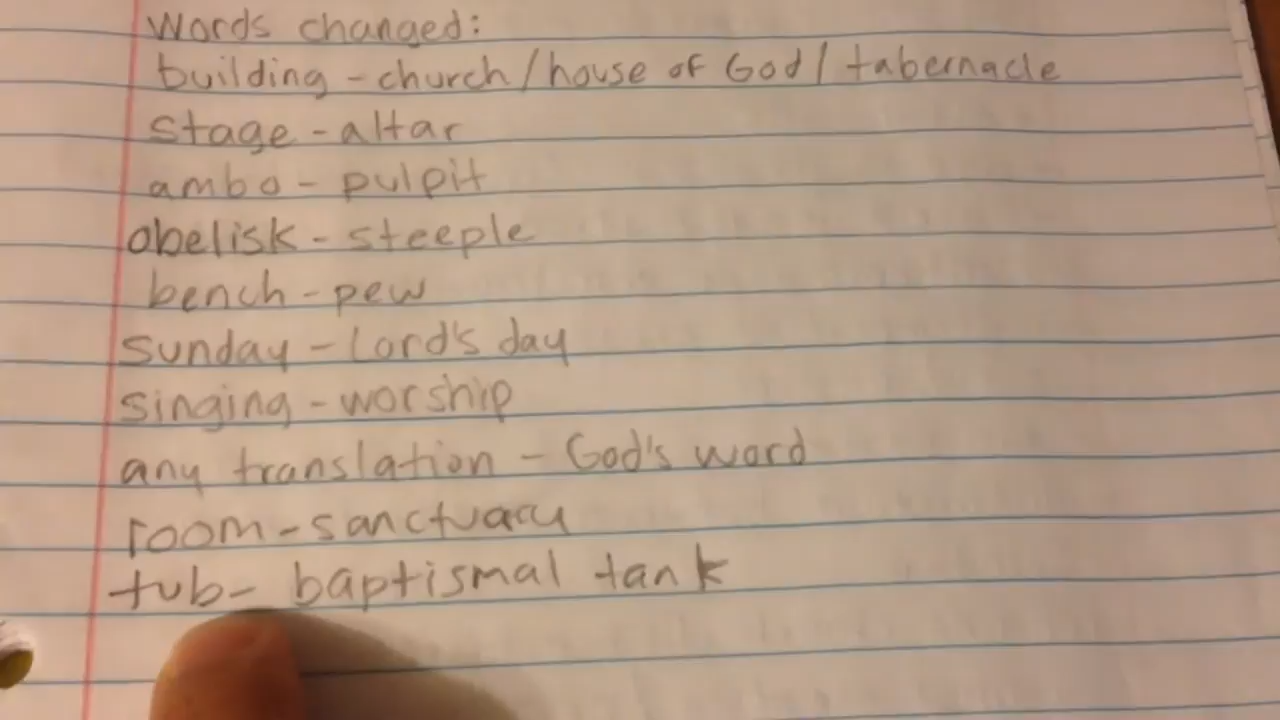 Words changed:
building - church / house of God / tabernacle
stage - altar
ambo - pulpit
obelisk - steeple
bench - pew
sunday - Lord's day
singing - worship
any translation - God's word
room - sanctuary
tub - baptismal tank